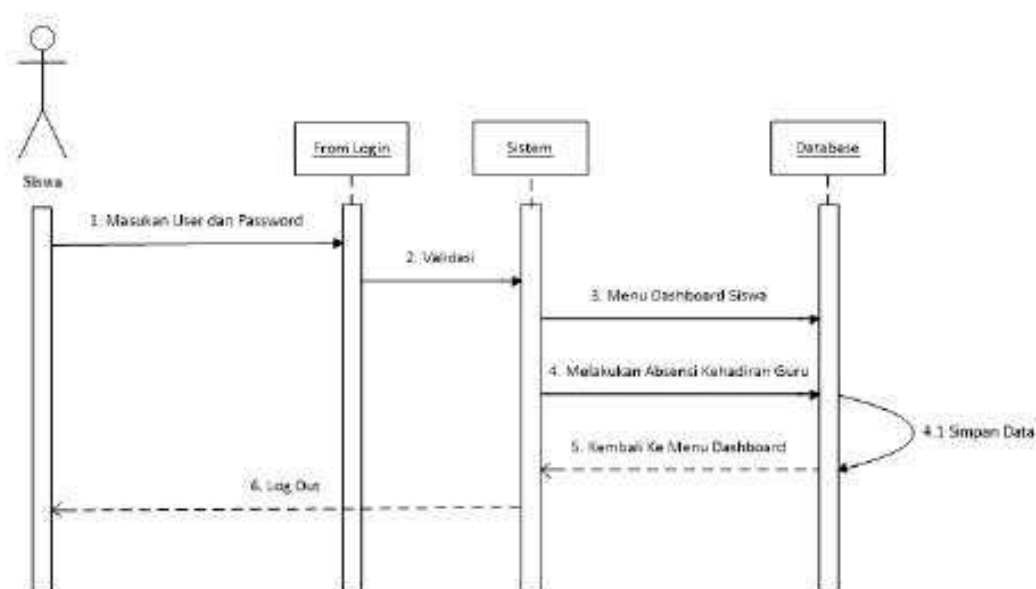 Siswa
From Login
Sistem
Database
1. Masukan User dan Password
2. Validasi
3. Menu Dashboard Siswa
4. Melakukan Absensi Kehadiran Guru
4.1 Simpan Data
5. Kembali Ke Menu Dashboard
6. Log Out